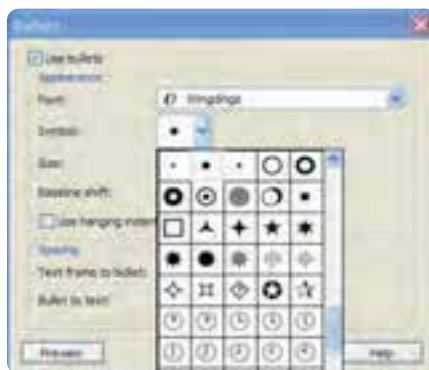 Bullets
Use bullets
Appearance
Font: Wingdings
Symbol:
Size:
Baseline shift:
Use hanging indent
Spacing
Text frame to bullet:
Bullet to text:
Preview Help